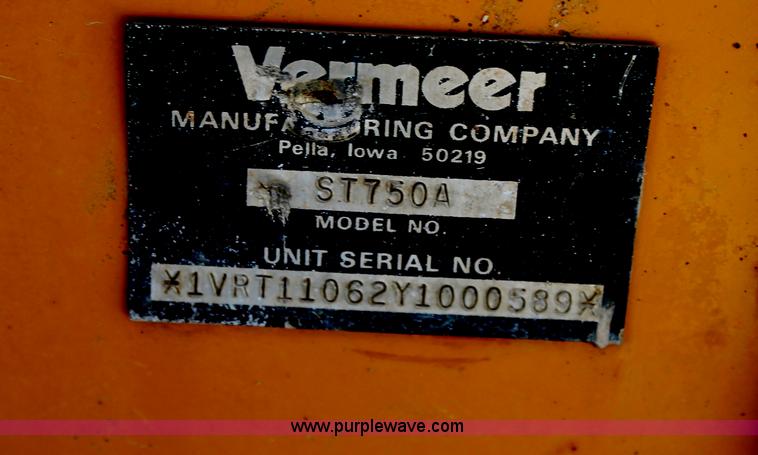 Vermeer
MANUFACTURING COMPANY
Pella, Iowa 50219
ST750A
MODEL NO
UNIT SERIAL NO
*1VRT11062Y1000589*
www.purplewave.com